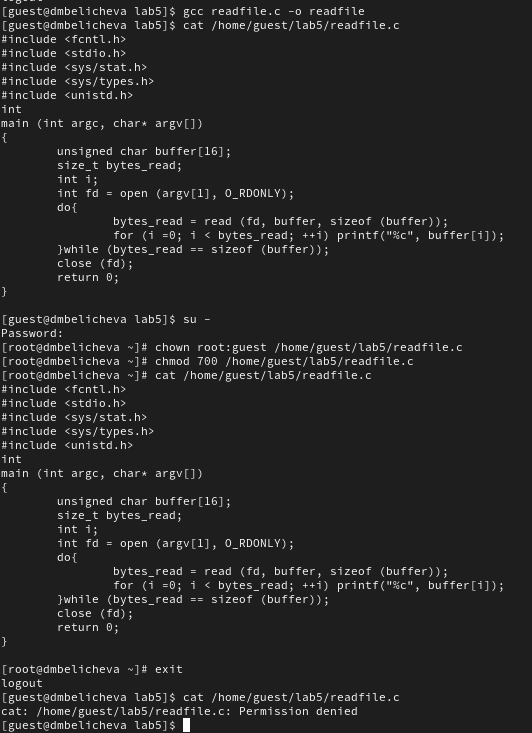 logout
[guest@dmbelicheva lab5]$ gcc readfile.c -o readfile
[guest@dmbelicheva lab5]$ cat /home/guest/lab5/readfile.c
#include <fcntl.h>
#include <stdio.h>
#include <sys/stat.h>
#include <sys/types.h>
#include <unistd.h>
int
main (int argc, char* argv[])
{
        unsigned char buffer[16];
        size_t bytes_read;
        int i;
        int fd = open (argv[1], O_RDONLY);
        do{
                bytes_read = read (fd, buffer, sizeof (buffer));
                for (i =0; i < bytes_read; ++i) printf("%c", buffer[i]);
        }while (bytes_read == sizeof (buffer));
        close (fd);
        return 0;
}
[guest@dmbelicheva lab5]$ su -
Password:
[root@dmbelicheva ~]# chown root:guest /home/guest/lab5/readfile.c
[root@dmbelicheva ~]# chmod 700 /home/guest/lab5/readfile.c
[root@dmbelicheva ~]# cat /home/guest/lab5/readfile.c
#include <fcntl.h>
#include <stdio.h>
#include <sys/stat.h>
#include <sys/types.h>
#include <unistd.h>
int
main (int argc, char* argv[])
{
        unsigned char buffer[16];
        size_t bytes_read;
        int i;
        int fd = open (argv[1], O_RDONLY);
        do{
                bytes_read = read (fd, buffer, sizeof (buffer));
                for (i =0; i < bytes_read; ++i) printf("%c", buffer[i]);
        }while (bytes_read == sizeof (buffer));
        close (fd);
        return 0;
}
[root@dmbelicheva ~]# exit
logout
[guest@dmbelicheva lab5]$ cat /home/guest/lab5/readfile.c
cat: /home/guest/lab5/readfile.c: Permission denied
[guest@dmbelicheva lab5]$